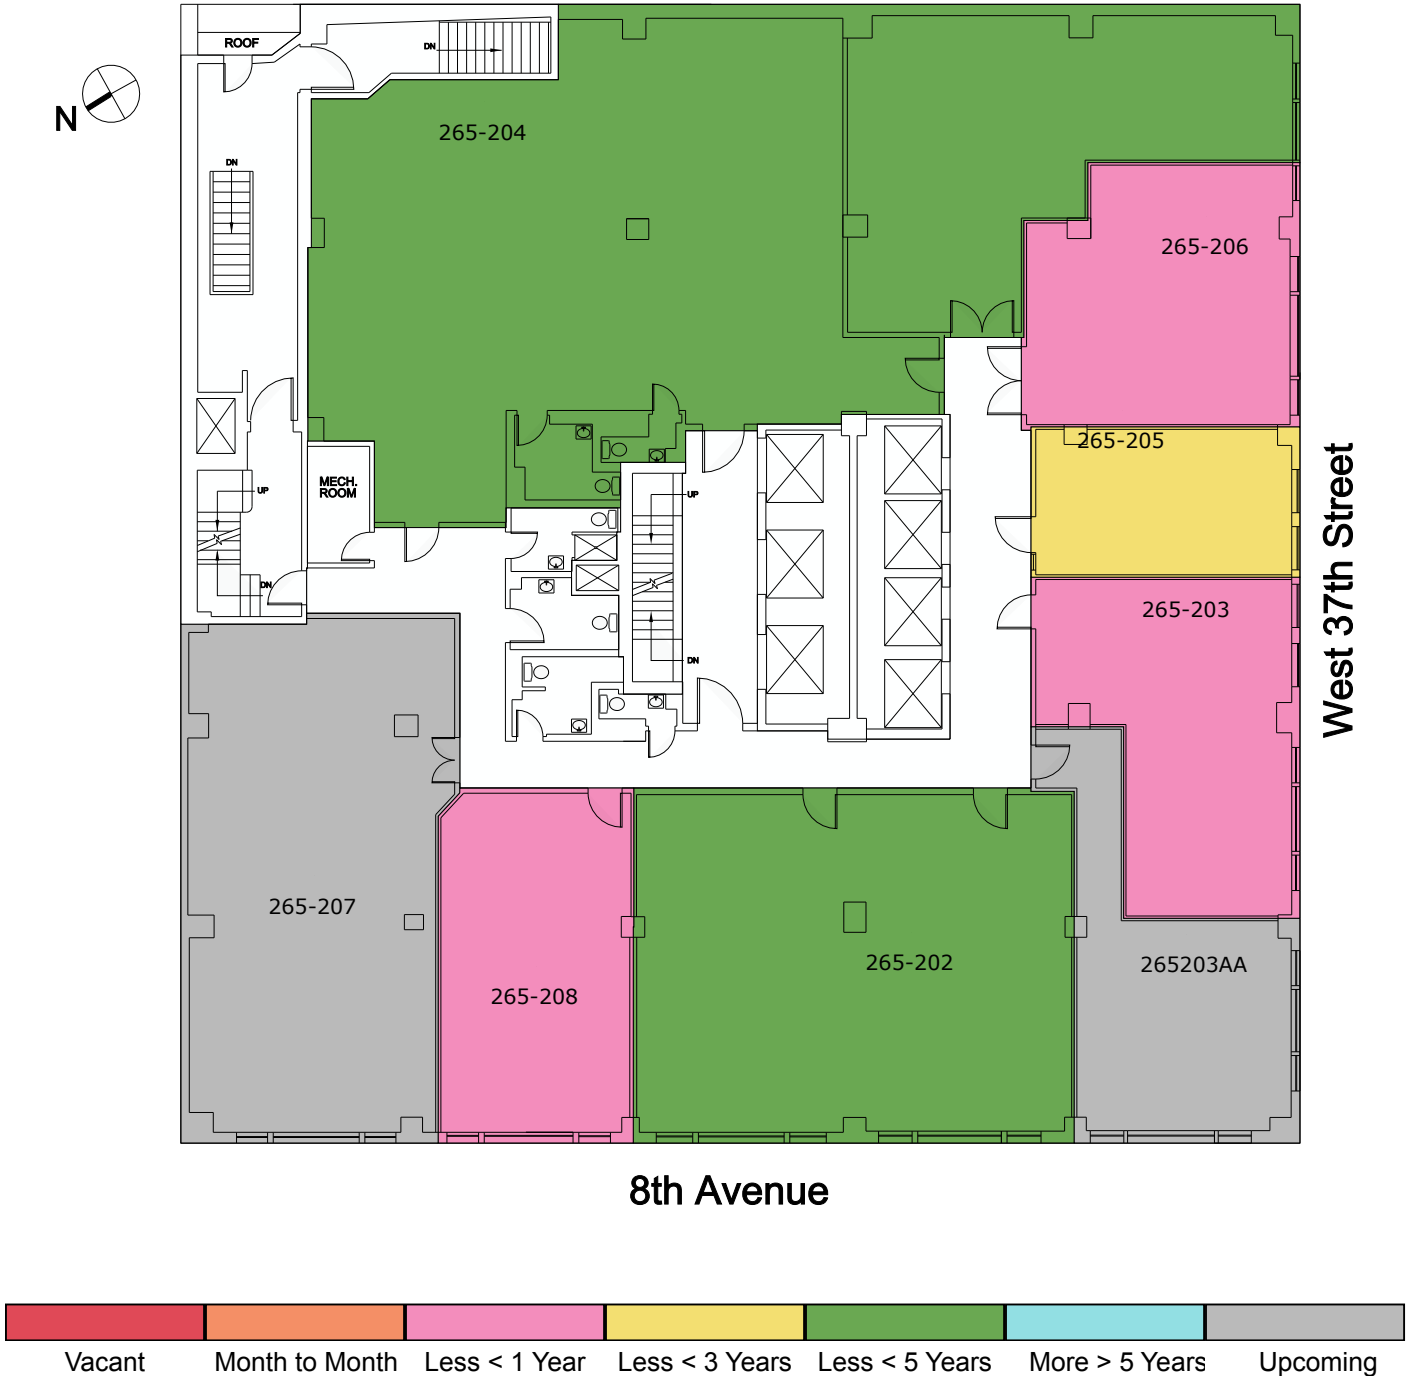 ROOF
DN
N
265-204
DN
265-206
265-205
West 37th Street
MECH.
ROOM
UP
UP
DN
265-203
DN
265-207
265-202
265203AA
265-208
8th Avenue
Vacant
Month to Month
Less < 1 Year
Less < 3 Years
Less < 5 Years
More > 5 Years
Upcoming